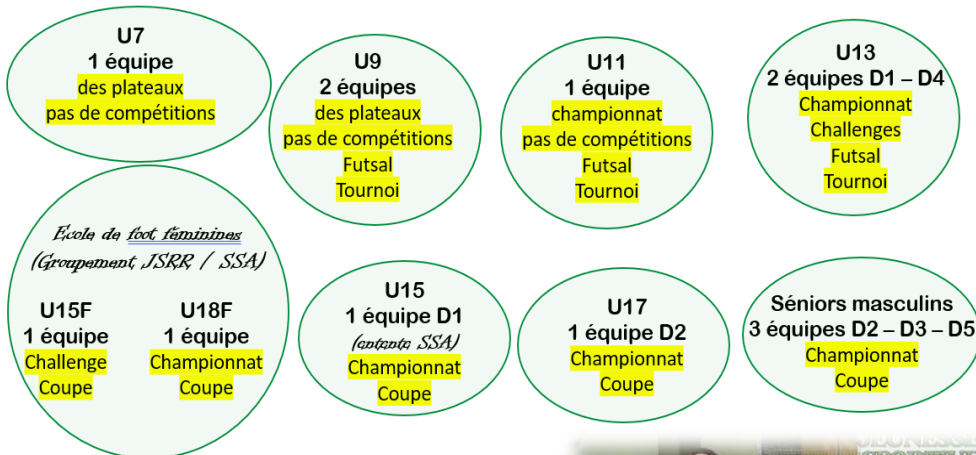 U7
1 équipe
des plateaux
pas de compétitions
U9
2 équipes
des plateaux
pas de compétitions
Futsal
Tournoi
U11
1 équipe
championnat
pas de compétitions
Futsal
Tournoi
U13
2 équipes D1 – D4
Championnat
Challenges
Futsal
Tournoi
Ecole de foot féminines
(Groupement JSRR / SSA)
U15F
1 équipe
Challenge
Coupe
U18F
1 équipe
Championnat
Coupe
U15
1 équipe D1
(entente SSA)
Championnat
Coupe
U17
1 équipe D2
Championnat
Coupe
Séniors masculins
3 équipes D2 – D3 – D5
Championnat
Coupe